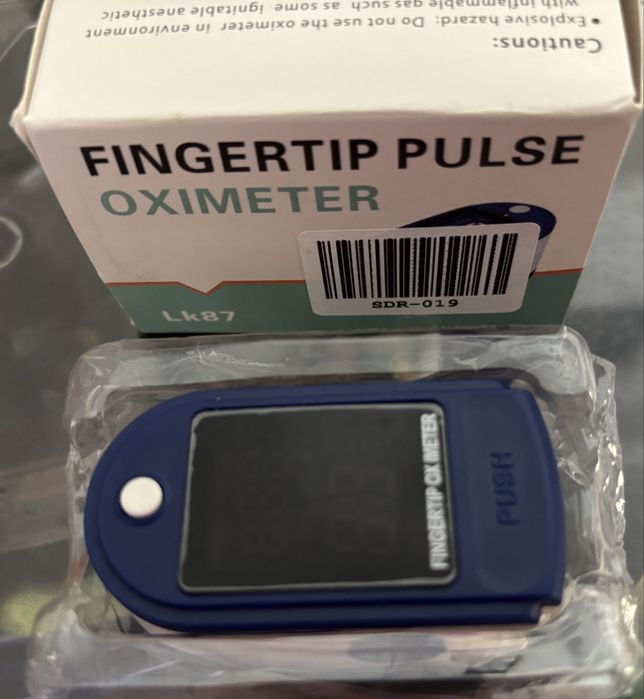 Cautions:
• Explosive hazard: Do not use the oximeter in environment
with inflammable gas such as some ignitable anesthetic
FINGERTIP PULSE
OXIMETER
SDR-019
Lk87
FINGERTIP OXIMETER
PUSH